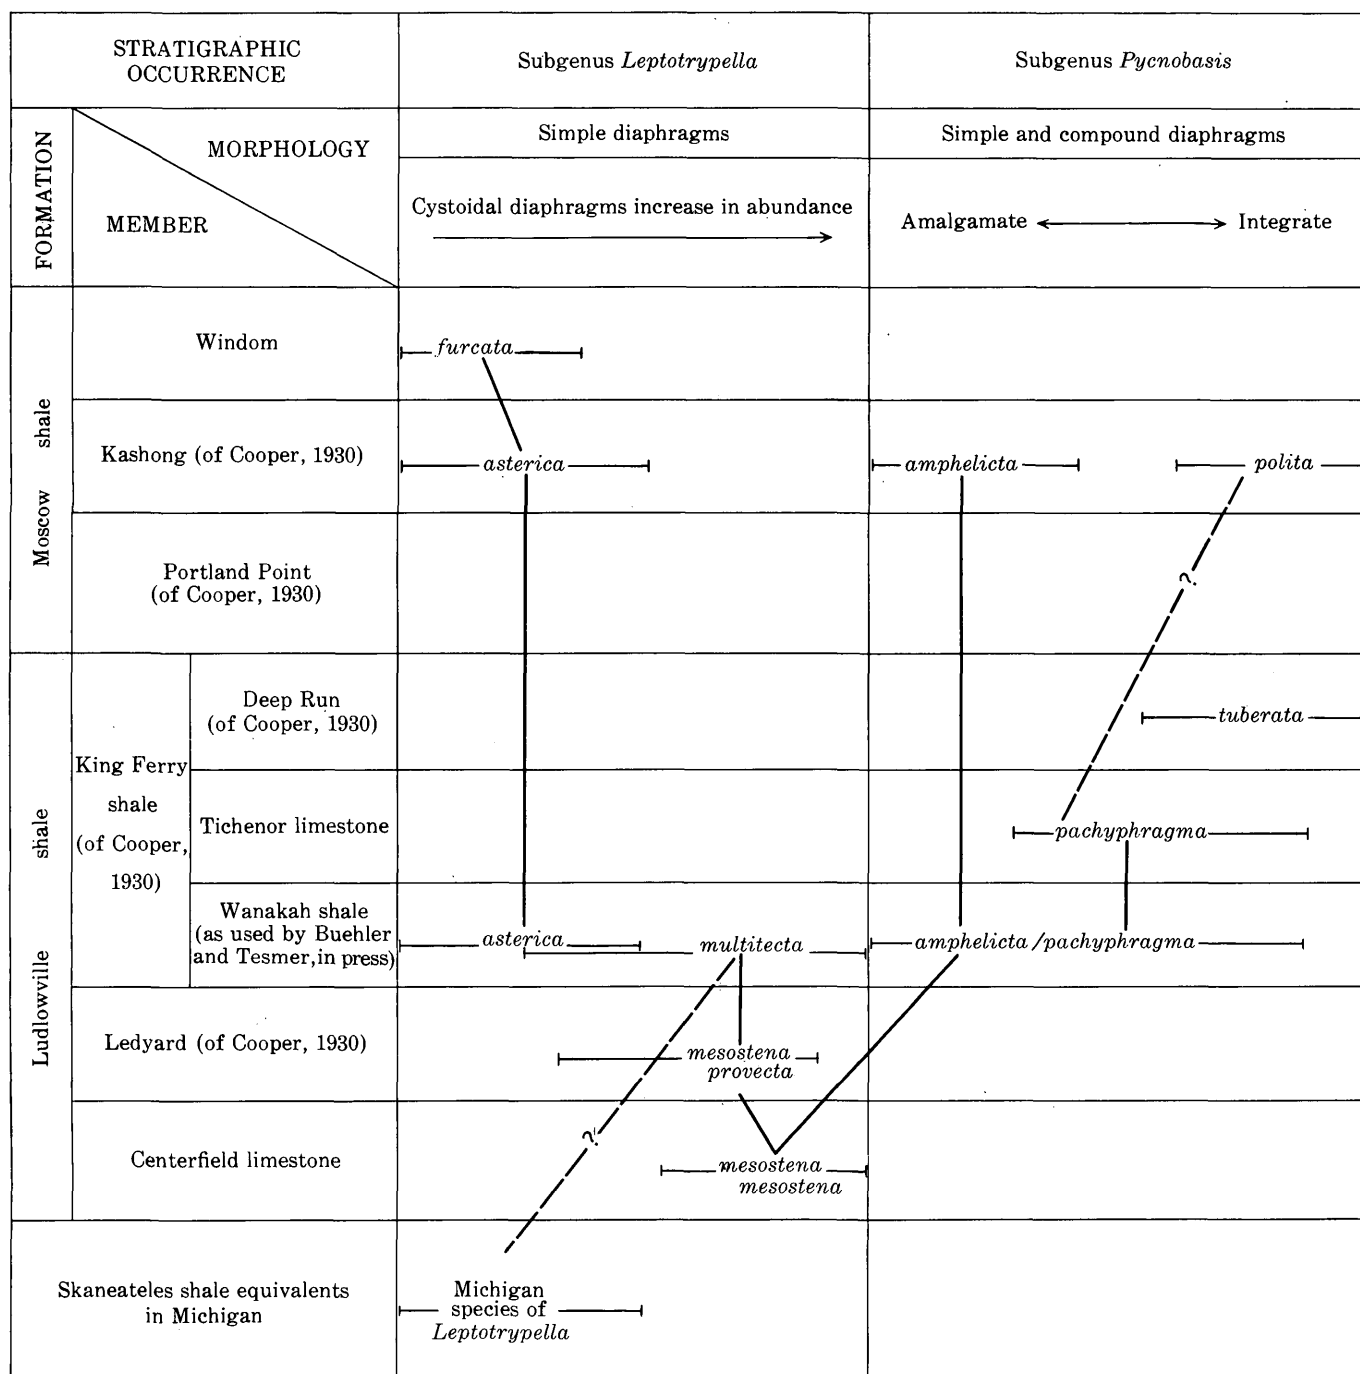 STRATIGRAPHIC
OCCURRENCE
Subgenus Leptotrypella
Subgenus Pycnobasis
FORMATION
MORPHOLOGY
MEMBER
Simple diaphragms
Simple and compound diaphragms
Cystoidal diaphragms increase in abundance
Amalgamate
Integrate
Moscow shale
Windom
furcata
Kashong (of Cooper, 1930)
asterica
amphelicta
polita
Portland Point
(of Cooper, 1930)
?
Ludlowville shale
King Ferry
shale
(of Cooper,
1930)
Deep Run
(of Cooper, 1930)
tuberata
Tichenor limestone
pachyphragma
Wanakah shale
(as used by Buehler
and Tesmer, in press)
asterica
multitecta
amphelicta/pachyphragma
Ledyard (of Cooper, 1930)
mesostena
provecta
Centerfield limestone
?
mesostena
mesostena
Skaneateles shale equivalents
in Michigan
Michigan
species of
Leptotrypella